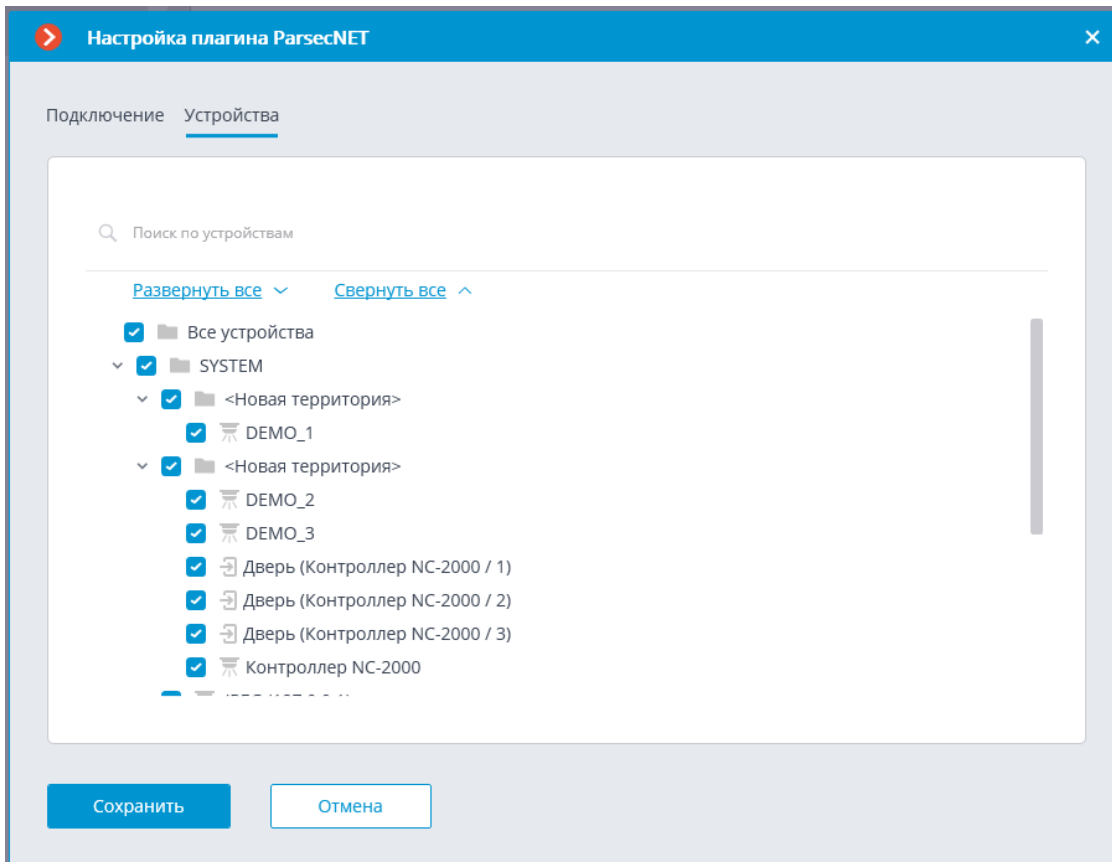 Настройка плагина ParsecNET
Подключение Устройства
Поиск по устройствам
Развернуть все Свернуть все
Все устройства
SYSTEM
<Новая территория>
DEMO_1
<Новая территория>
DEMO_2
DEMO_3
Дверь (Контроллер NC-2000 / 1)
Дверь (Контроллер NC-2000 / 2)
Дверь (Контроллер NC-2000 / 3)
Контроллер NC-2000
Сохранить Отмена